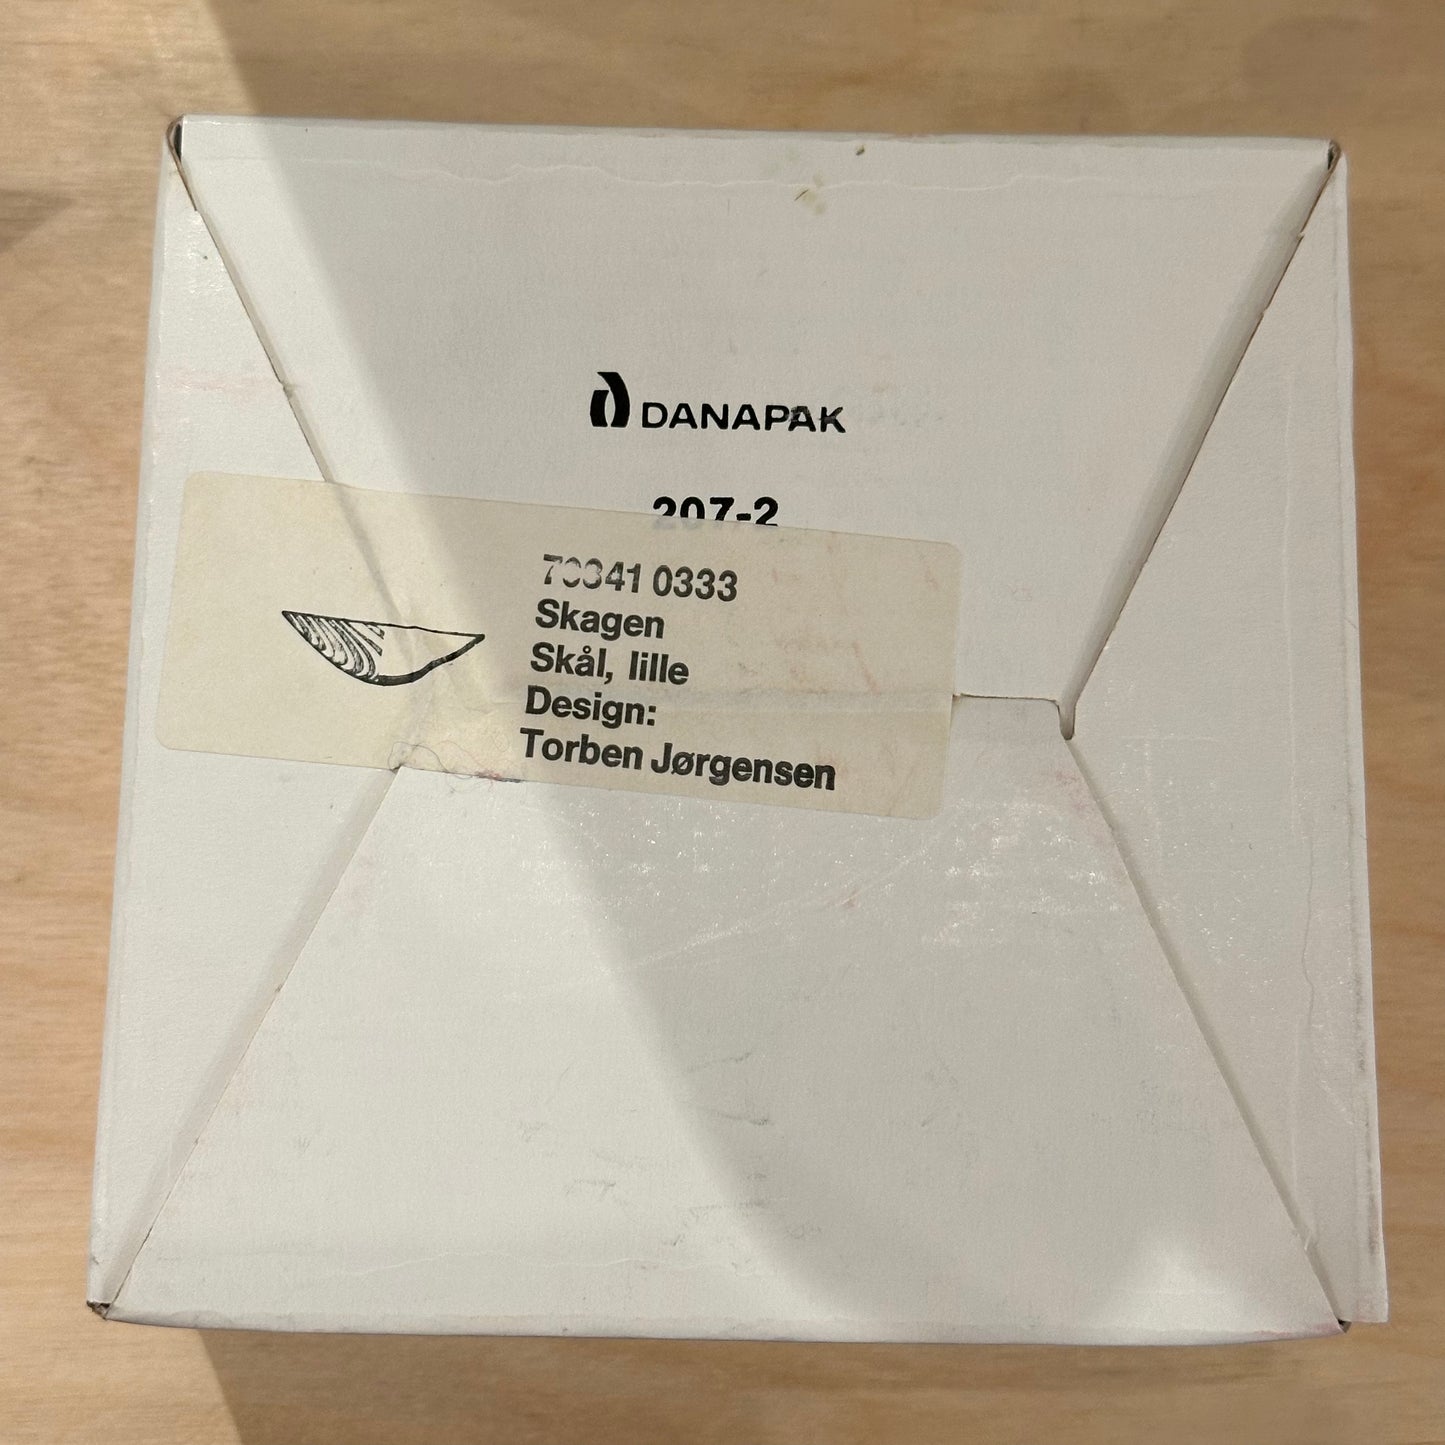 DANAPAK
207-2
70341 0333
Skagen
Skål, lille
Design:
Torben Jørgensen